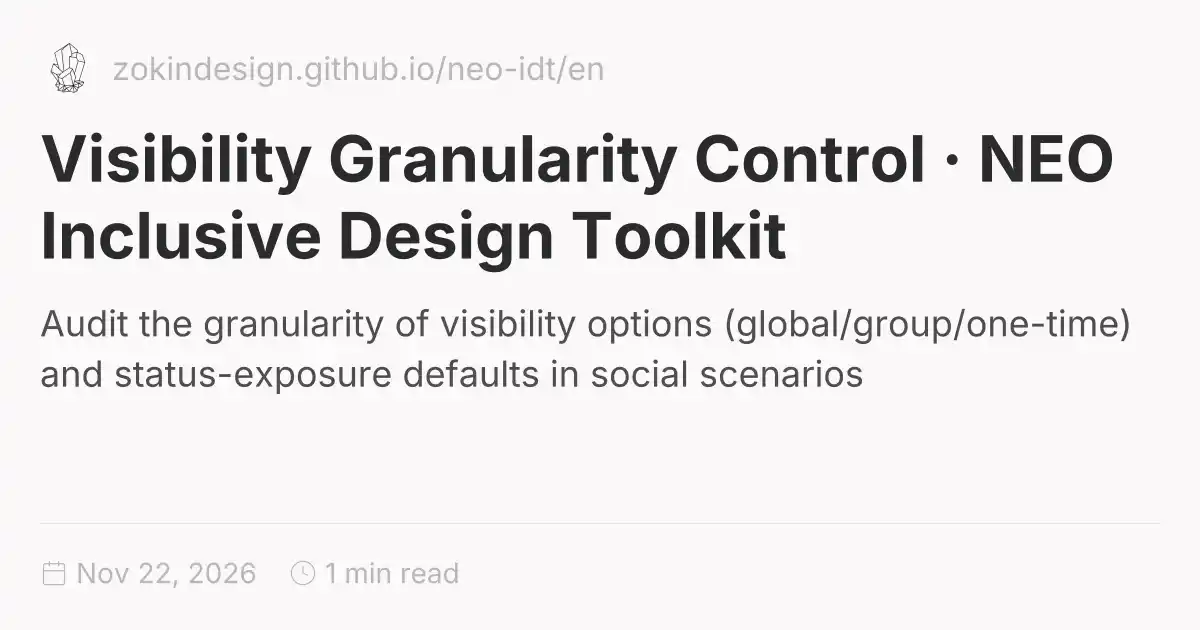 zokindesign.github.io/neo-idt/en
Visibility Granularity Control · NEO
Inclusive Design Toolkit
Audit the granularity of visibility options (global/group/one-time)
and status-exposure defaults in social scenarios
Nov 22, 2026 1 min read